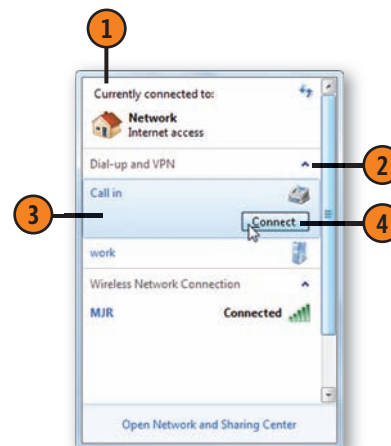 1
Currently connected to:
Network
Internet access
Dial-up and VPN
2
Call in
3
Connect
4
work
Wireless Network Connection
MJR Connected
Open Network and Sharing Center